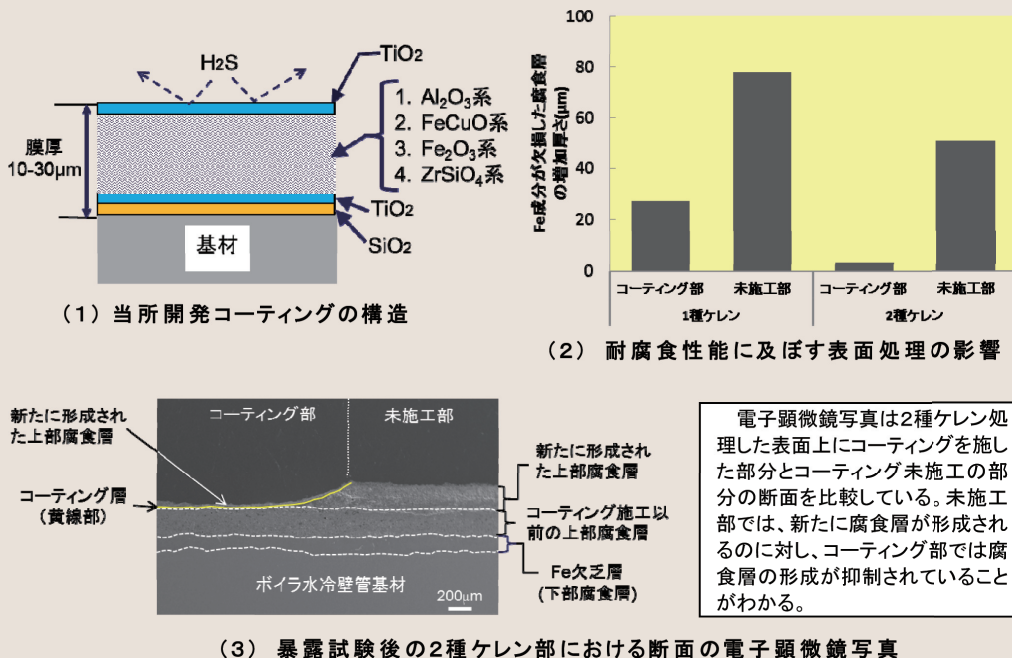 H2S
TiO2
1. Al2O3系
2. FeCuO系
3. Fe2O3系
4. ZrSiO4系
膜厚
10-30μm
TiO2
SiO2
基材
(1) 当所開発コーティングの構造
Fe成分が欠損した腐食層
の増加厚さ(μm)
100
80
60
40
20
0
コーティング部 未施工部 コーティング部 未施工部
1種ケレン 2種ケレン
(2) 耐腐食性能に及ぼす表面処理の影響
新たに形成され
た上部腐食層
コーティング層
(黄線部)
コーティング部 未施工部
ボイラ水冷壁管基材
200μm
新たに形成され
た上部腐食層
コーティング施工以
前の上部腐食層
Fe欠乏層
(下部腐食層)
電子顕微鏡写真は2種ケレン処
理した表面上にコーティングを施し
た部分とコーティング未施工の部
分の断面を比較している。未施工
部では、新たに腐食層が形成され
るのに対し、コーティング部では腐
食層の形成が抑制されていること
がわかる。
(3) 暴露試験後の2種ケレン部における断面の電子顕微鏡写真